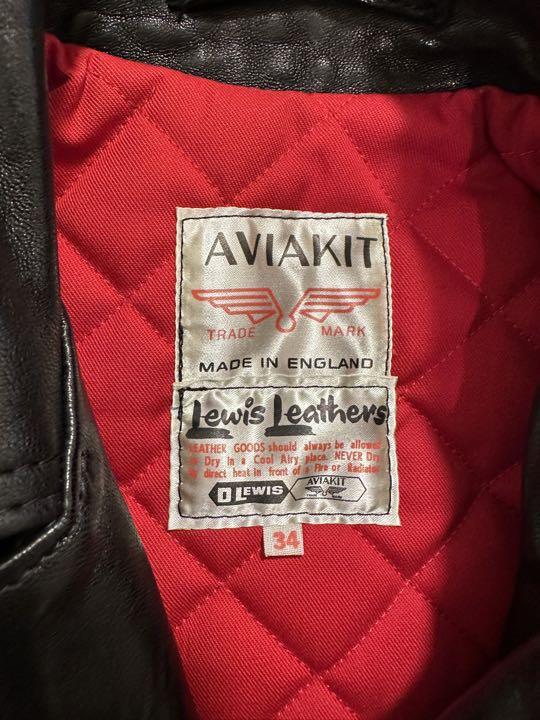 AVIAKIT
TRADE MARK
MADE IN ENGLAND
Lewis Leathers
LEATHER GOODS should always be allowed
to Dry in a Cool Airy place. NEVER Dry
by direct heat in front of a Fire or Radiator
D LEWIS AVIAKIT
34